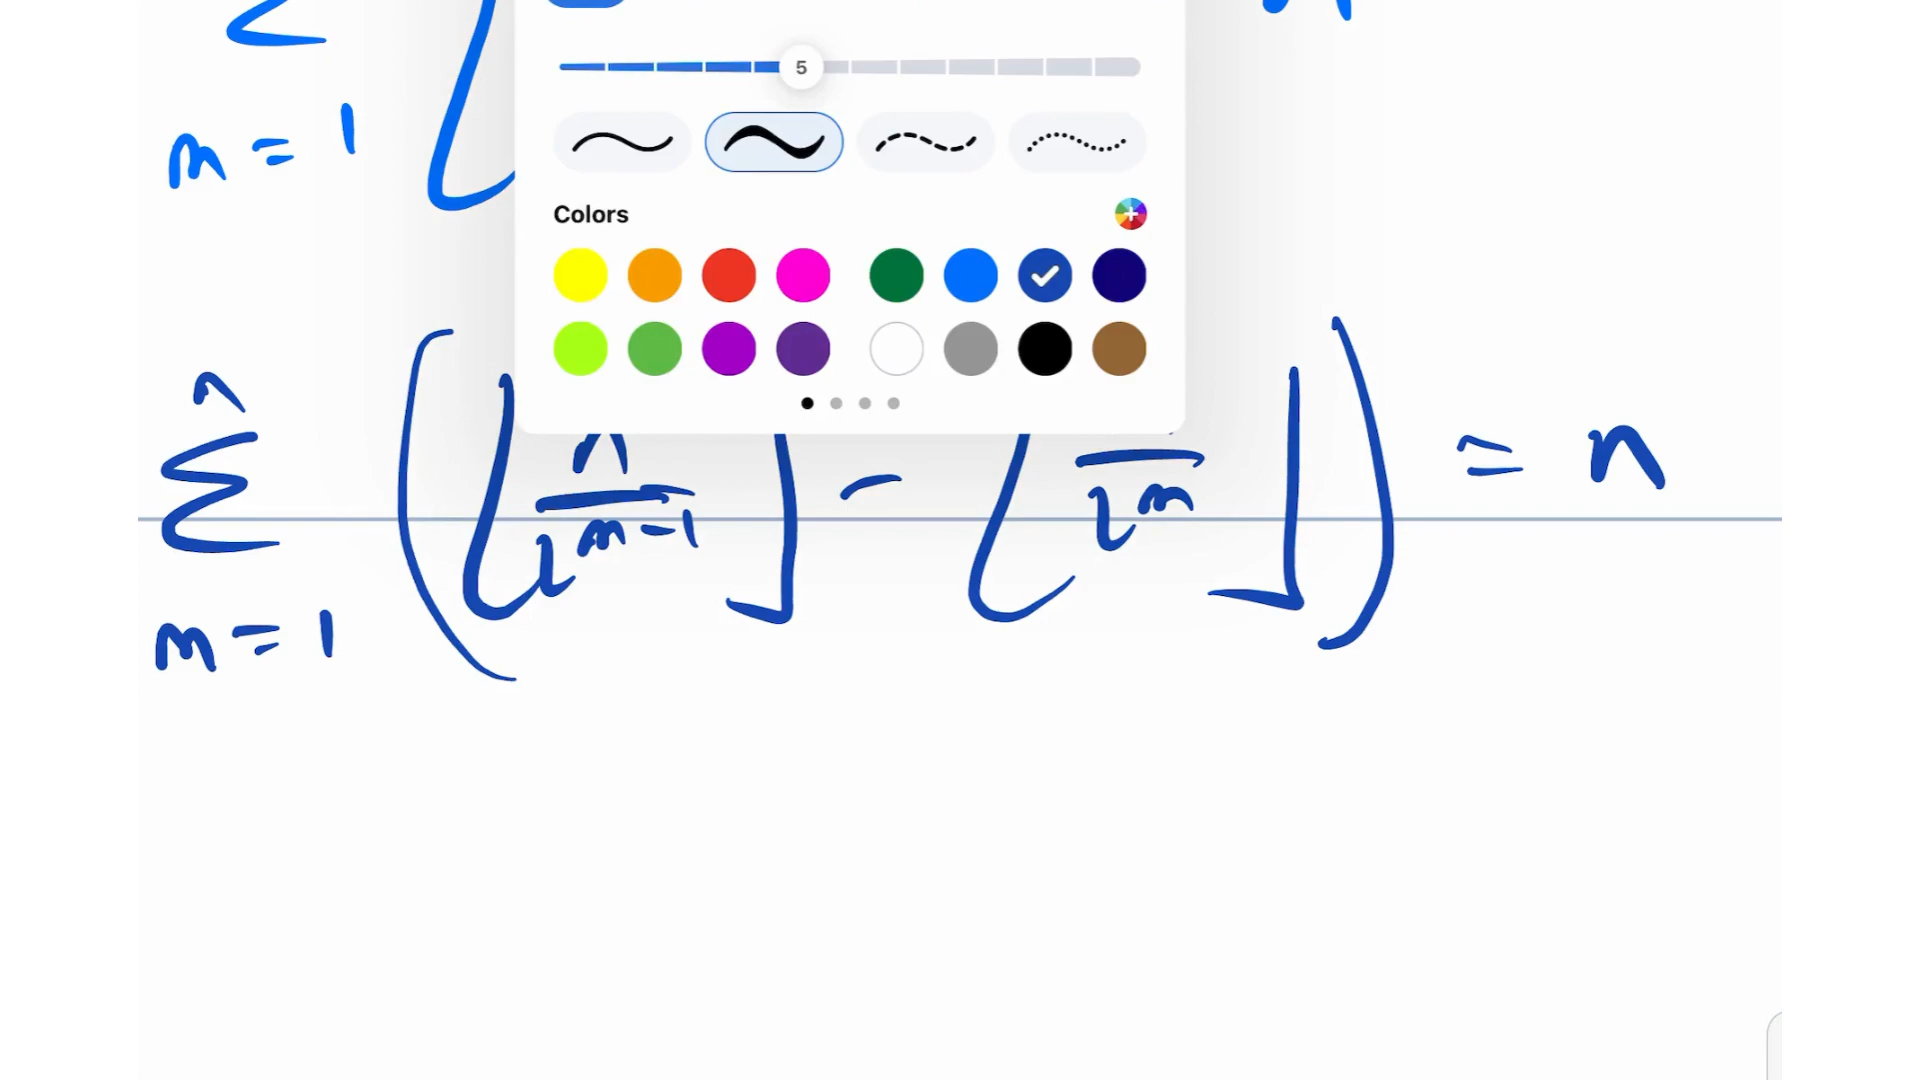 5
m = 1
Colors
n
Σ ( ⌊ n / 2^{m-1} ⌋ - ⌊ / 2^m ⌋ ) = n
m = 1